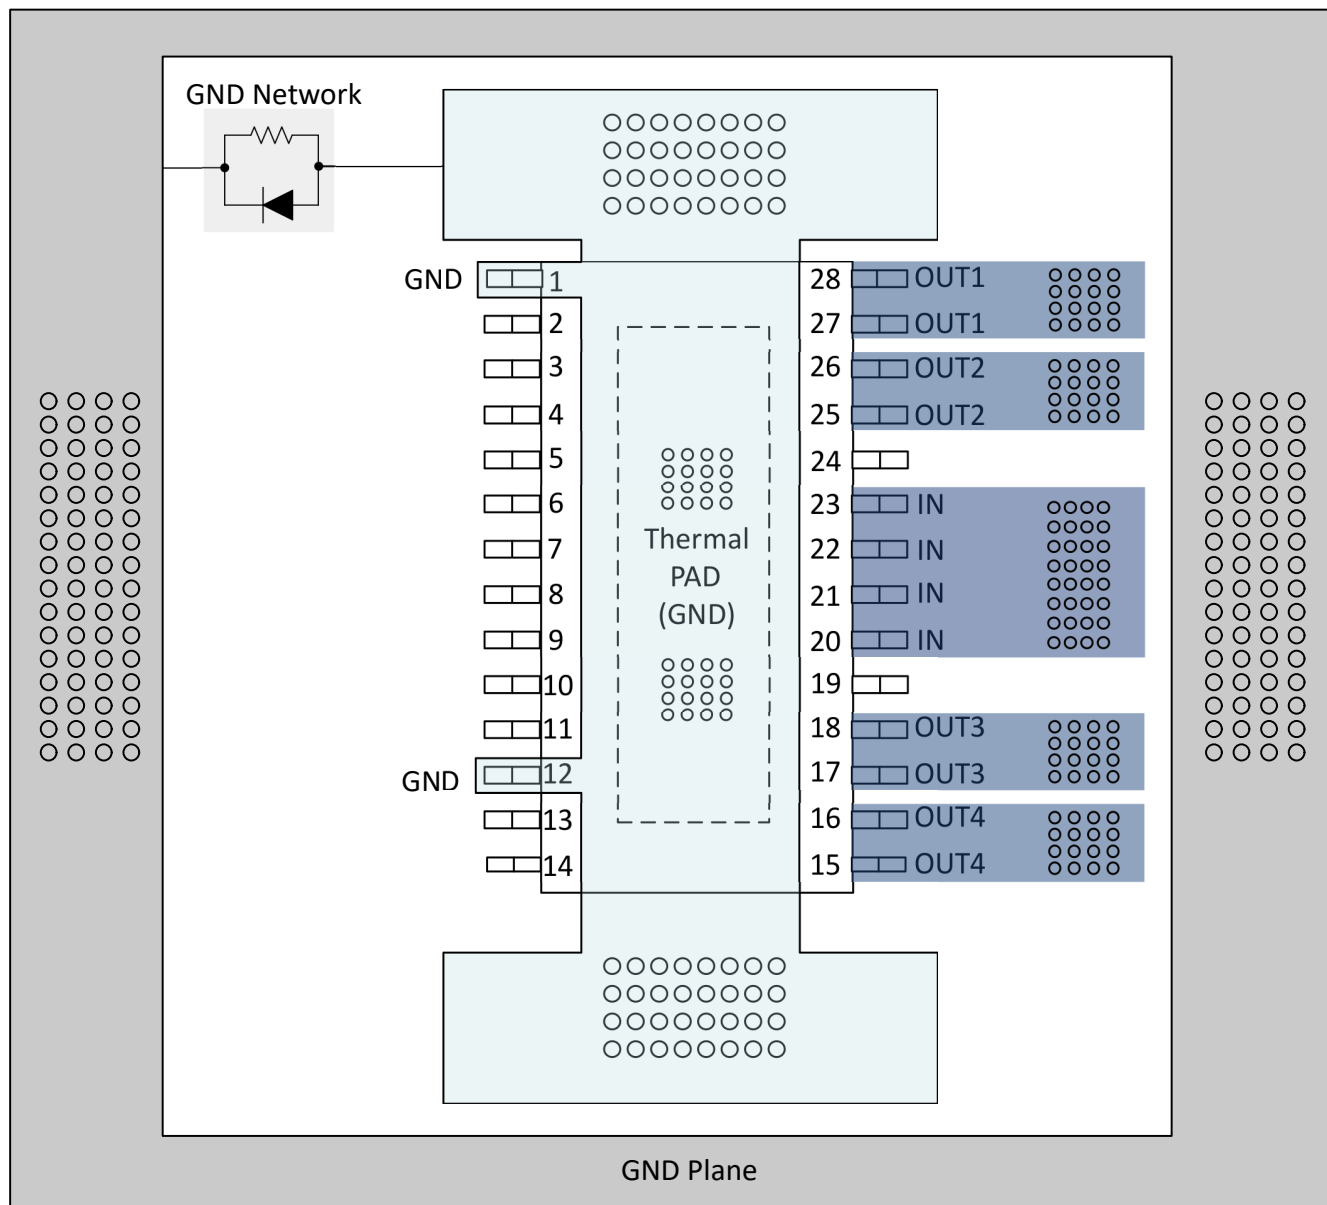 GND Network
GND 1 28 OUT1
2 27 OUT1
3 26 OUT2
4 25 OUT2
5 24
6 23 IN
7 22 IN
8 21 IN
9 20 IN
10 19
11 18 OUT3
GND 12 17 OUT3
13 16 OUT4
14 15 OUT4
Thermal
PAD
(GND)
GND Plane